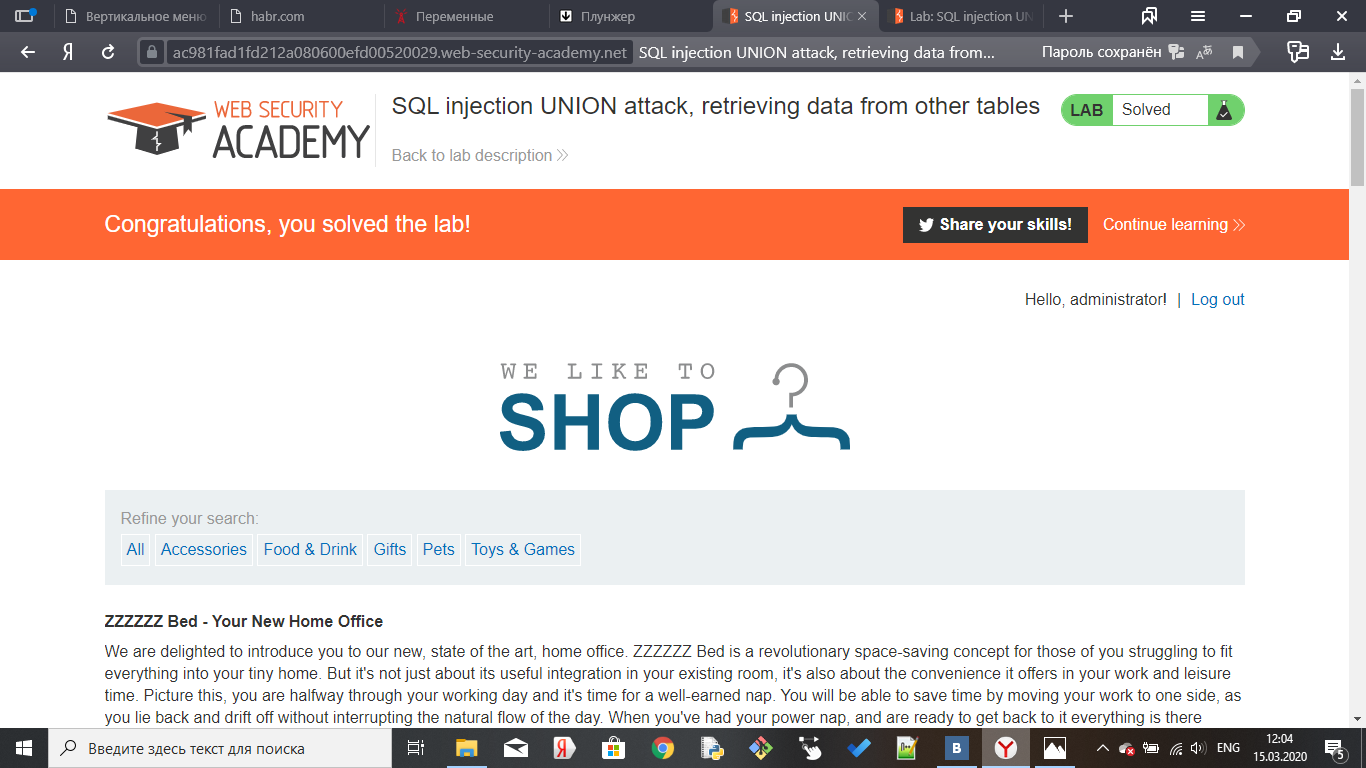 Вертикальное меню
habr.com
Переменные
Плунжер
SQL injection UNIC
Lab: SQL injection UN
Я
ac981fad1fd212a080600efd00520029.web-security-academy.net
SQL injection UNION attack, retrieving data from...
Пароль сохранён
WEB SECURITY
ACADEMY
SQL injection UNION attack, retrieving data from other tables
Back to lab description
LAB
Solved
Congratulations, you solved the lab!
Share your skills!
Continue learning
Hello, administrator! | Log out
WE LIKE TO
SHOP
Refine your search:
All
Accessories
Food & Drink
Gifts
Pets
Toys & Games
ZZZZZZ Bed - Your New Home Office
We are delighted to introduce you to our new, state of the art, home office. ZZZZZZ Bed is a revolutionary space-saving concept for those of you struggling to fit
everything into your tiny home. But it's not just about its useful integration in your existing room, it's also about the convenience it offers in your work and leisure
time. Picture this, you are halfway through your working day and it's time for a well-earned nap. You will be able to save time by moving your work to one side, as
you lie back and drift off without interrupting the natural flow of the day. When you've had your power nap, and are ready to get back to it everything is there
Введите здесь текст для поиска
Я
B
Y
ENG
12:04
15.03.2020
5